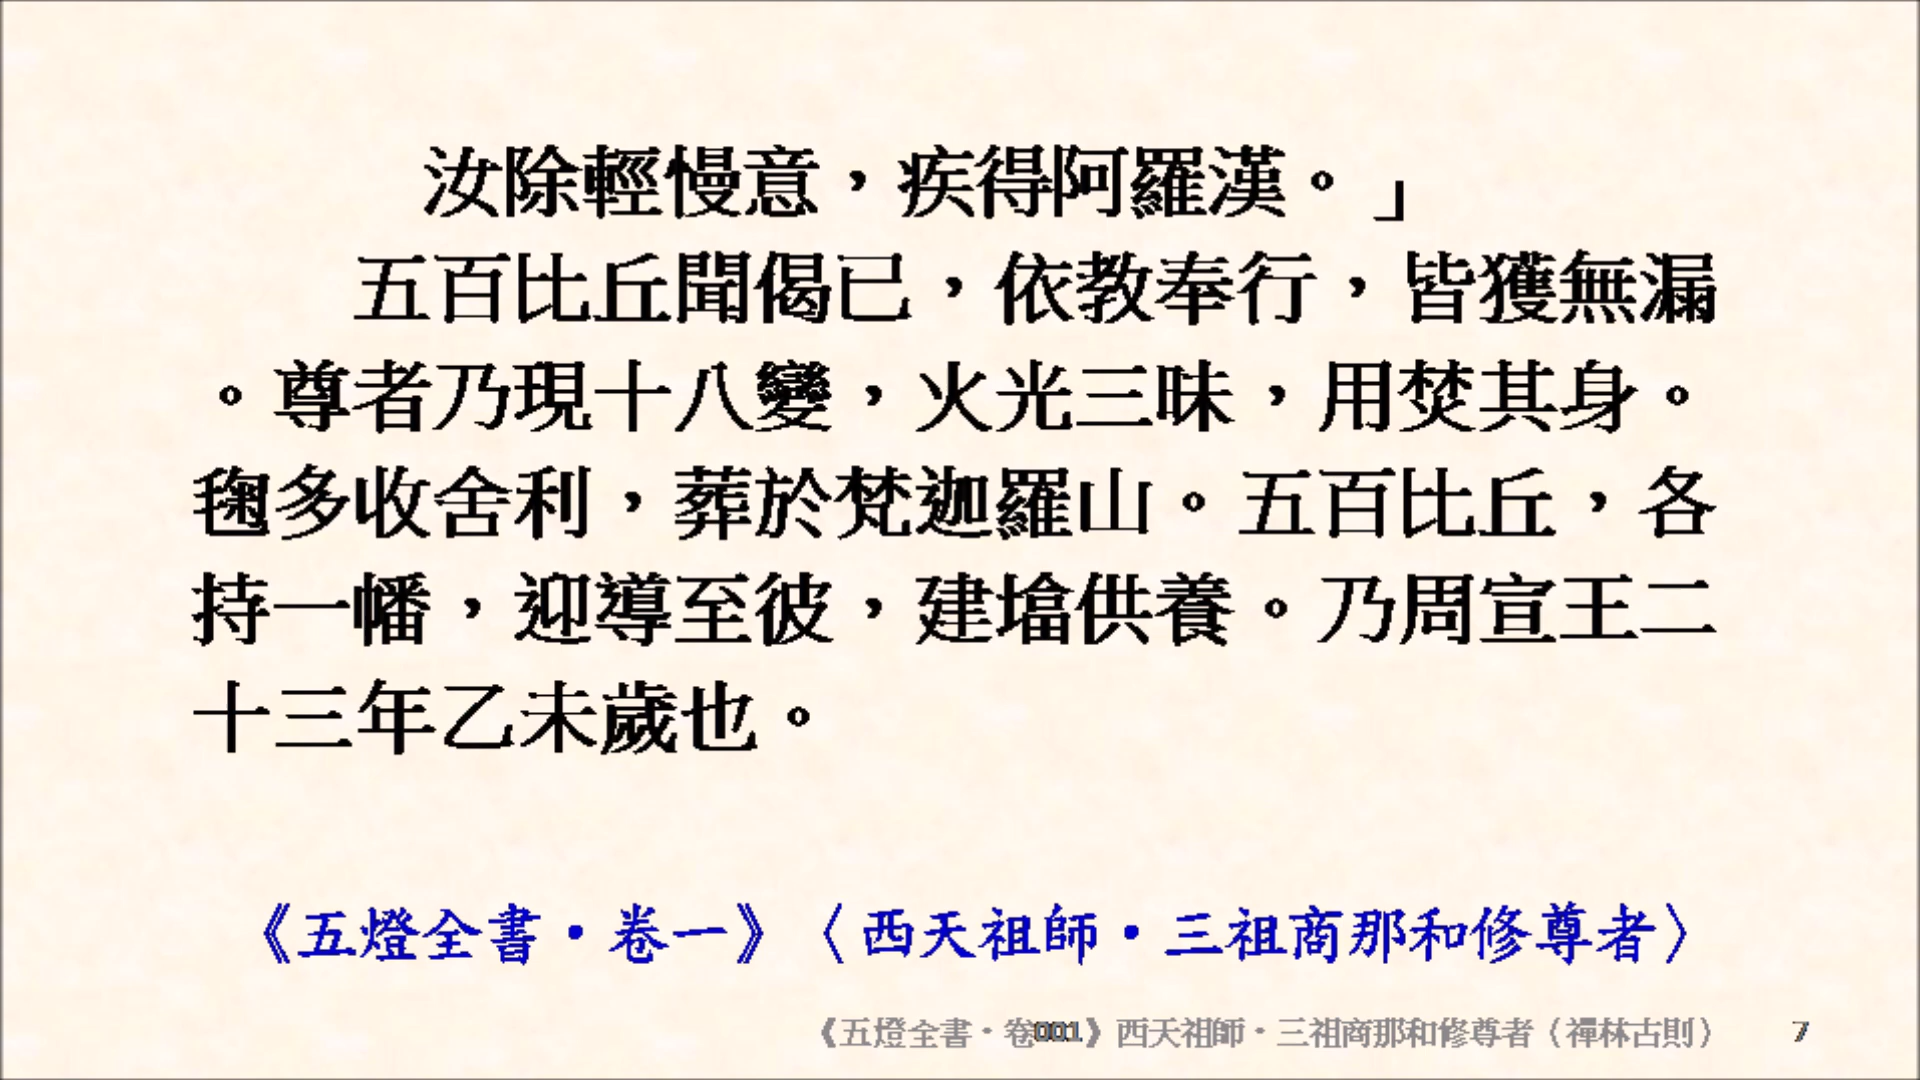 汝除輕慢意，疾得阿羅漢。」
五百比丘聞偈已，依教奉行，皆獲無漏
。尊者乃現十八變，火光三昧，用焚其身。
毱多收舍利，葬於梵迦羅山。五百比丘，各
持一幡，迎導至彼，建墖供養。乃周宣王二
十三年乙未歲也。
《五燈全書·卷一》〈西天祖師·三祖商那和修尊者〉
《五燈全書·卷001》西天祖師·三祖商那和修尊者（禪林古則） 7